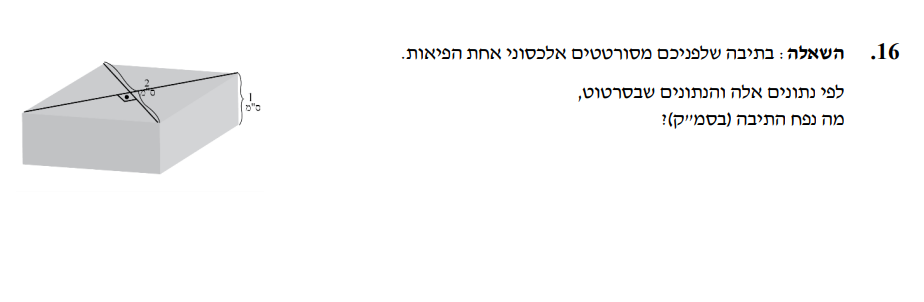 16. השאלה: בתיבה שלפניכם מסורטטים אלכסוני אחת הפיאות.
לפי נתונים אלה והנתונים שבסרטוט,
מה נפח התיבה (בסמ״ק)?
2
ס"מ
1
ס"מ